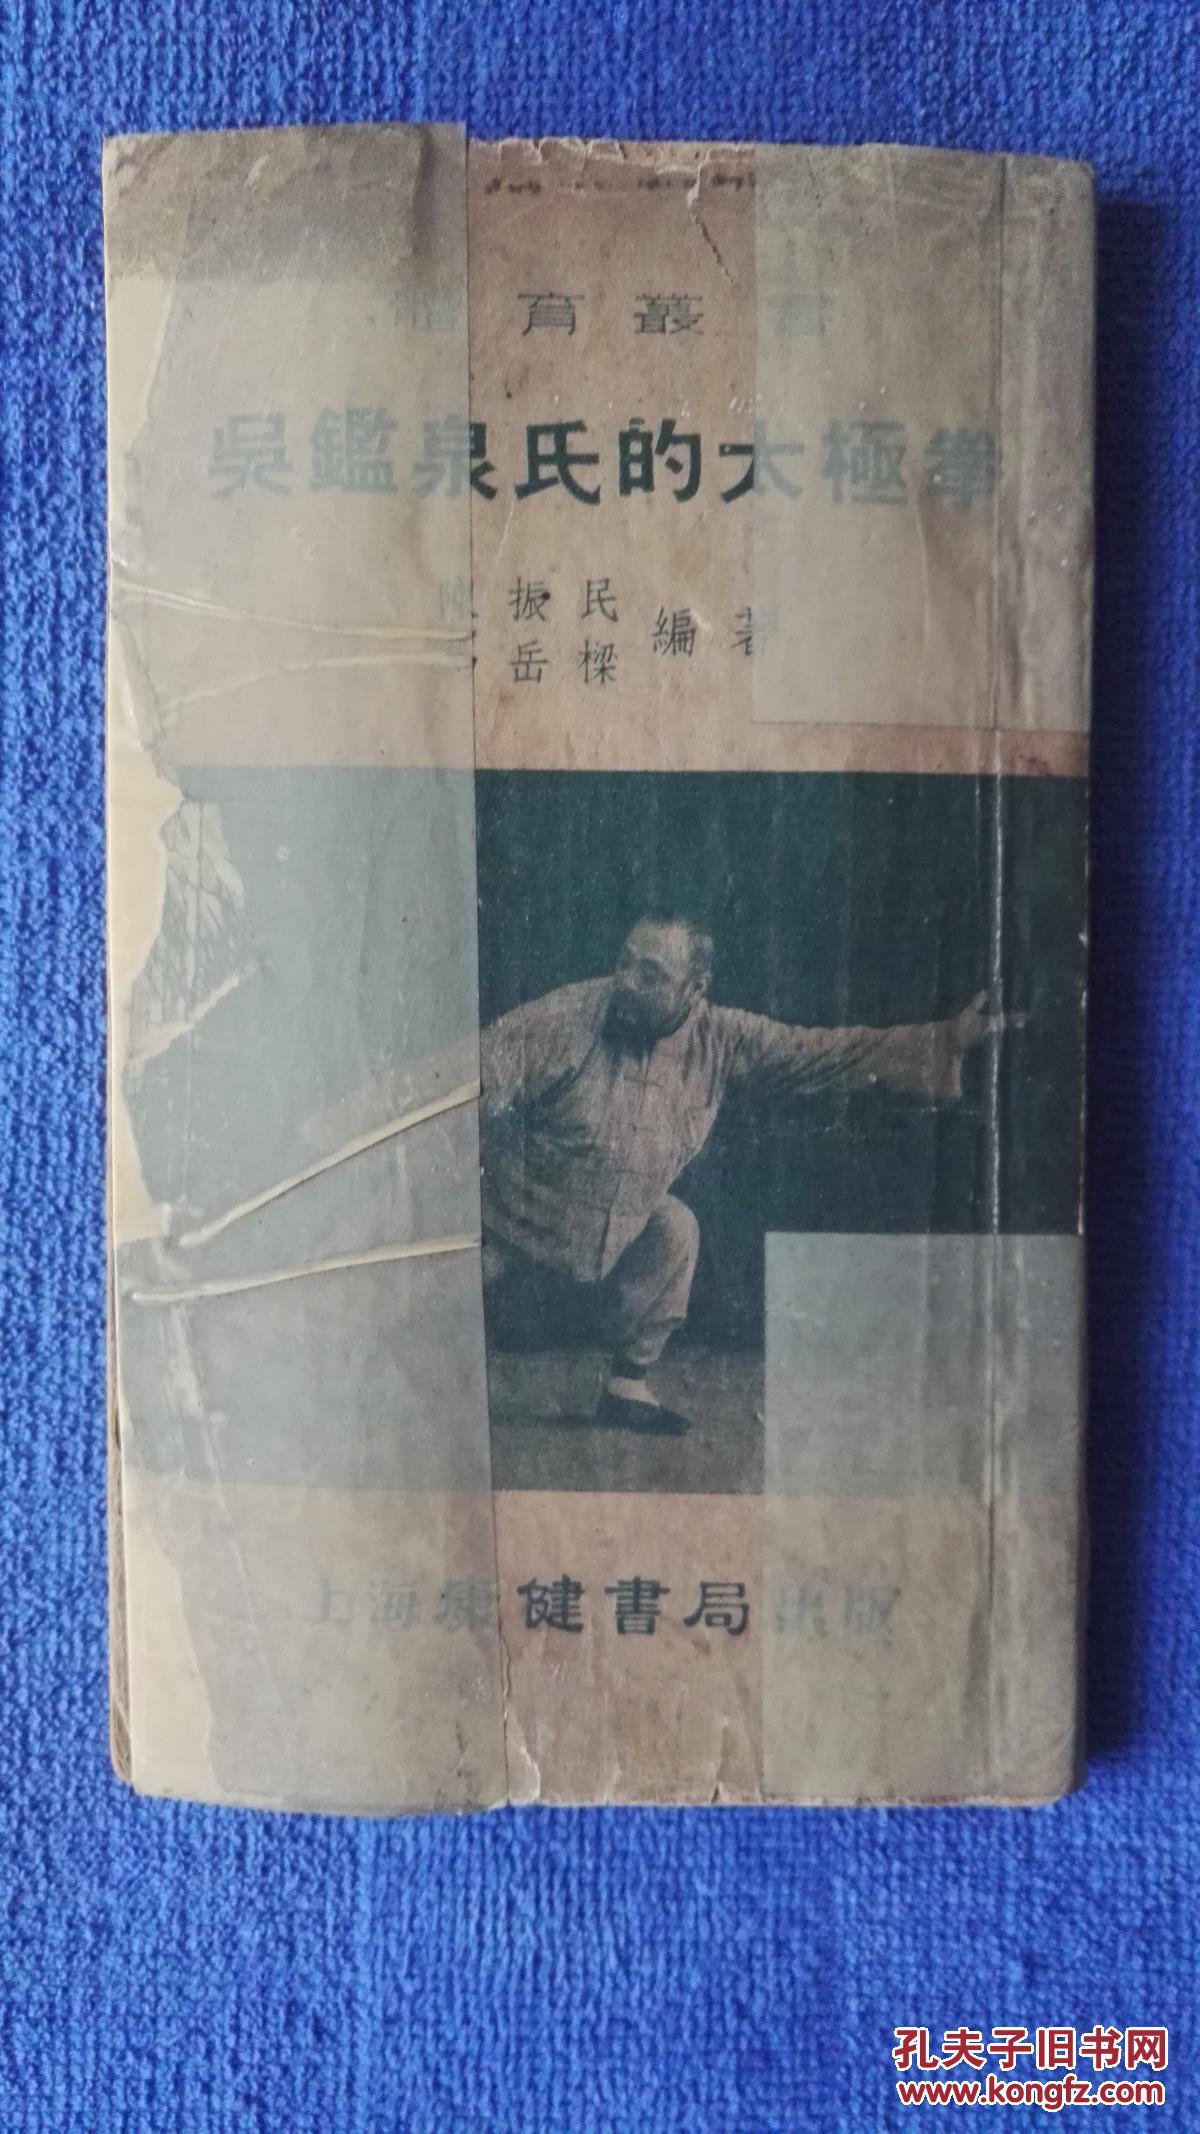 體育叢書
吳鑑泉氏的太極拳
陳振民
馬岳樑
編著
上海康健書局出版
孔夫子旧书网
www.kongfz.com